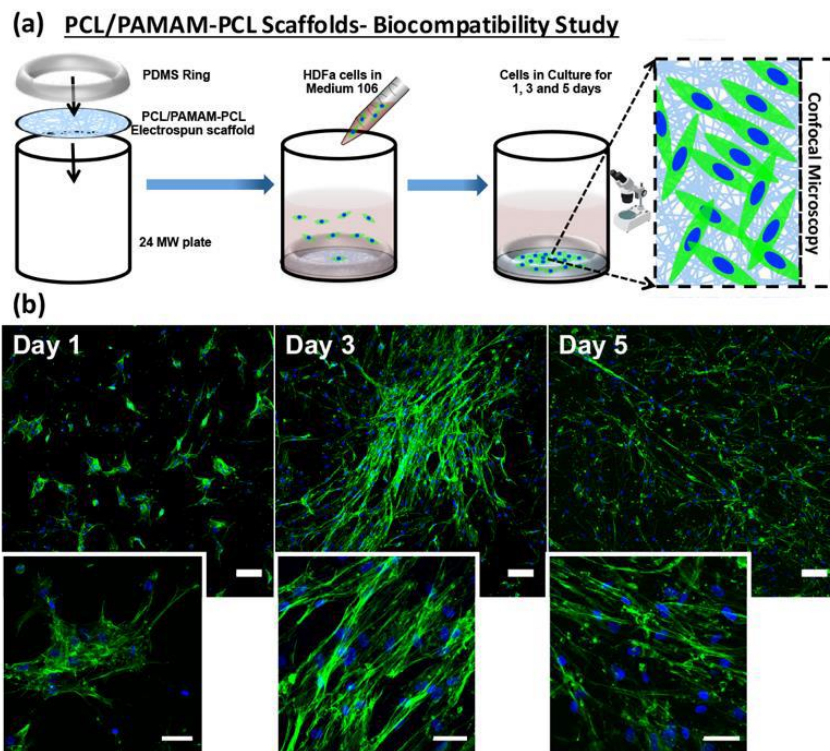 (a) PCL/PAMAM-PCL Scaffolds- Biocompatibility Study
PDMS Ring
PCL/PAMAM-PCL
Electrospun scaffold
24 MW plate
HDFa cells in
Medium 106
Cells in Culture for
1, 3 and 5 days
Confocal Microscopy
(b)
Day 1
Day 3
Day 5